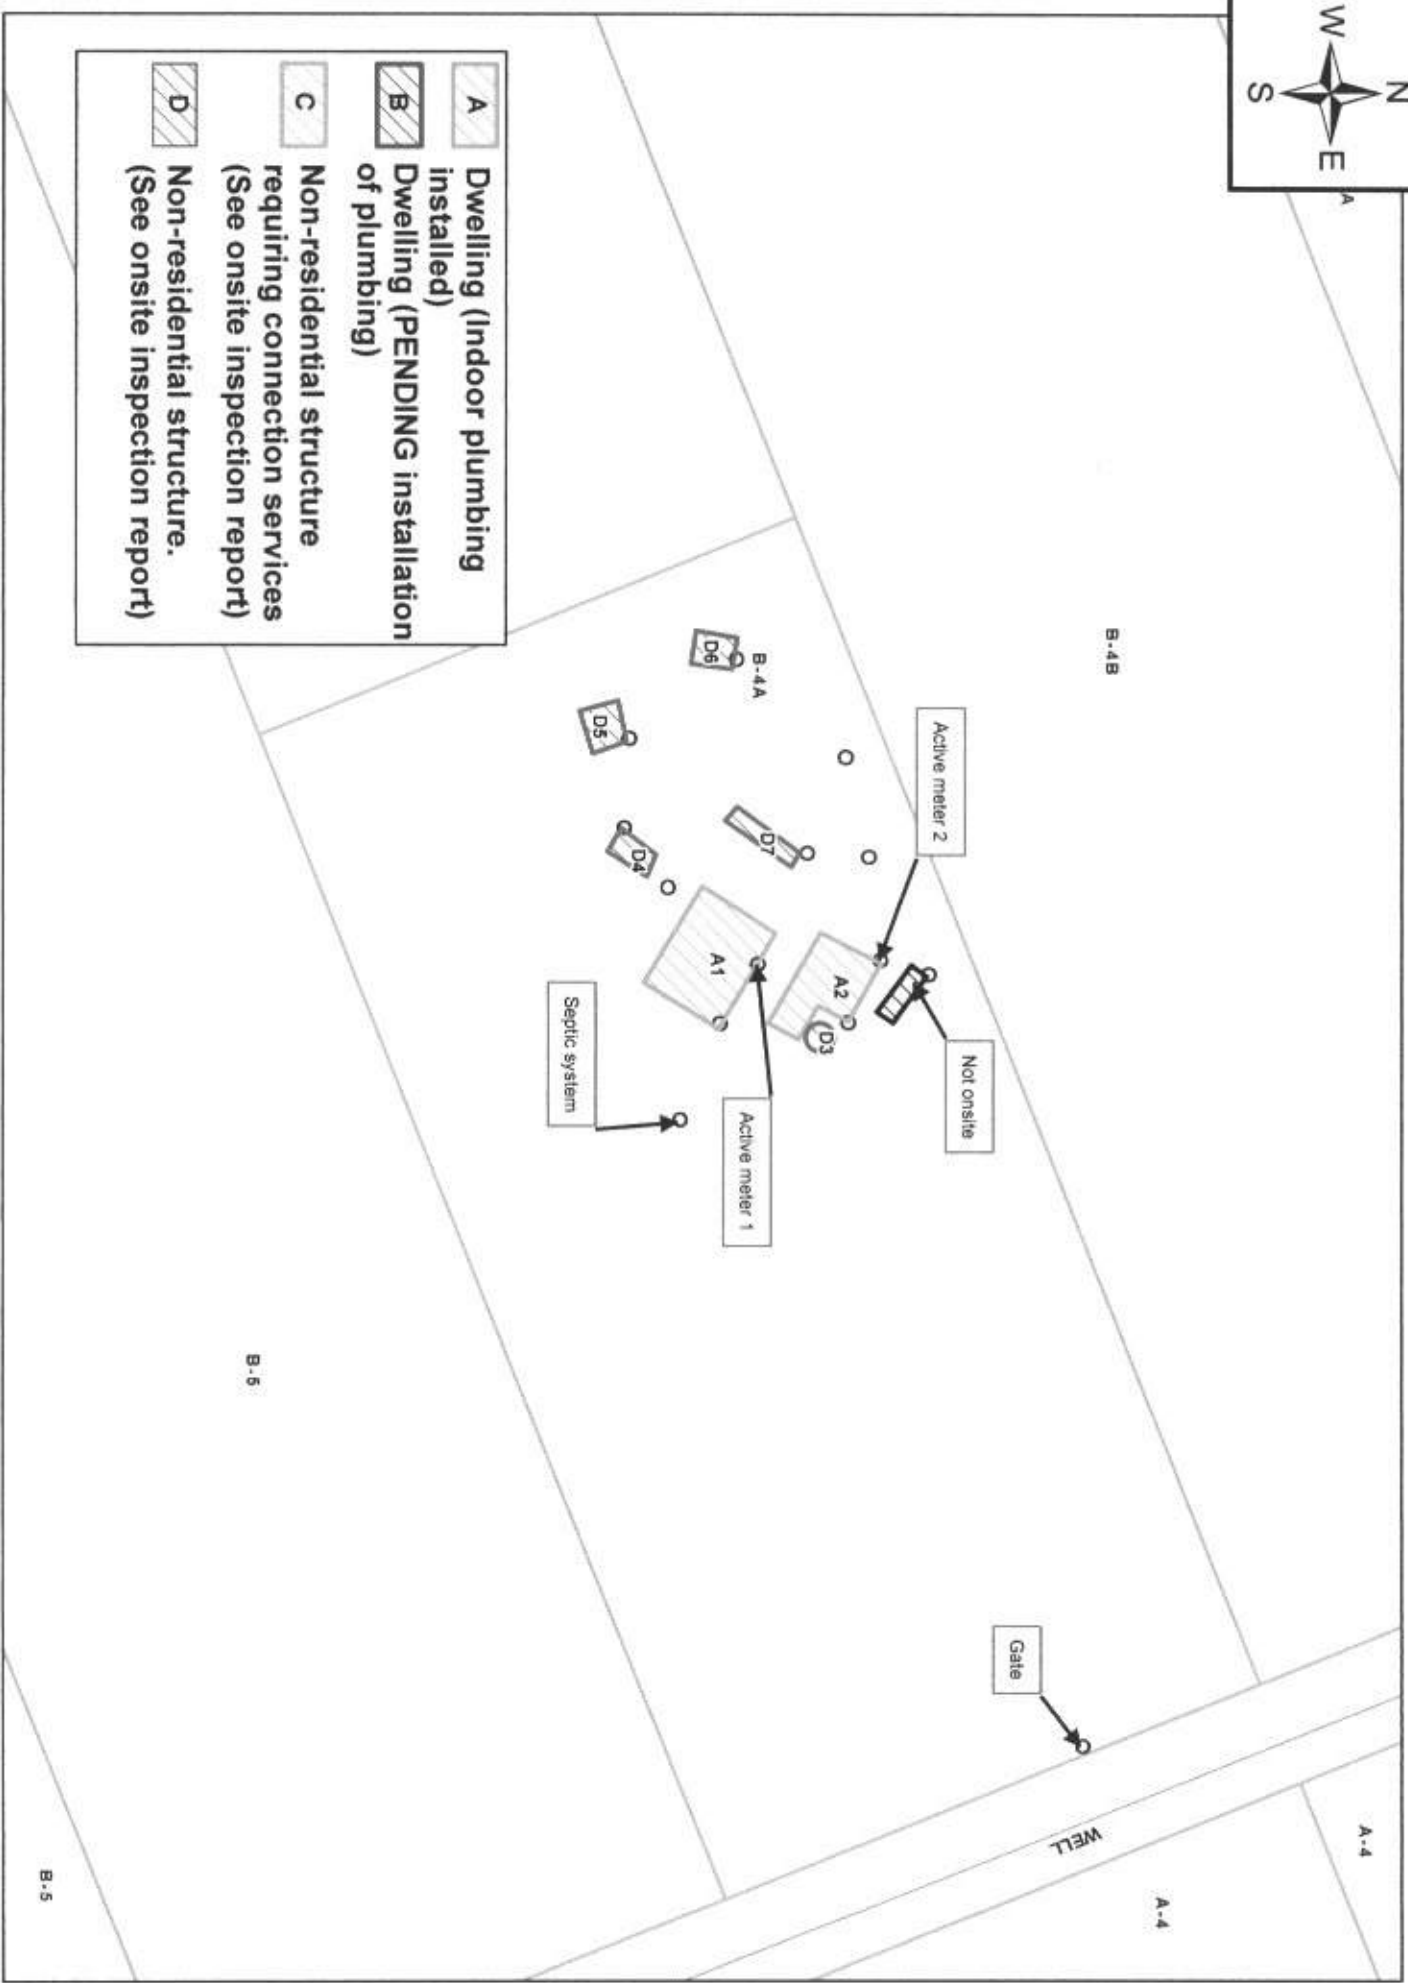 N
W
E
S
A
B-4B
A-4
A-4
Active meter 2
Not onsite
Gate
WELL
B-4A
D6
D5
D7
D4
A1
A2
D3
Active meter 1
Septic system
B-5
B-5
A
Dwelling (Indoor plumbing
installed)
B
Dwelling (PENDING installation
of plumbing)
C
Non-residential structure
requiring connection services
(See onsite inspection report)
D
Non-residential structure.
(See onsite inspection report)